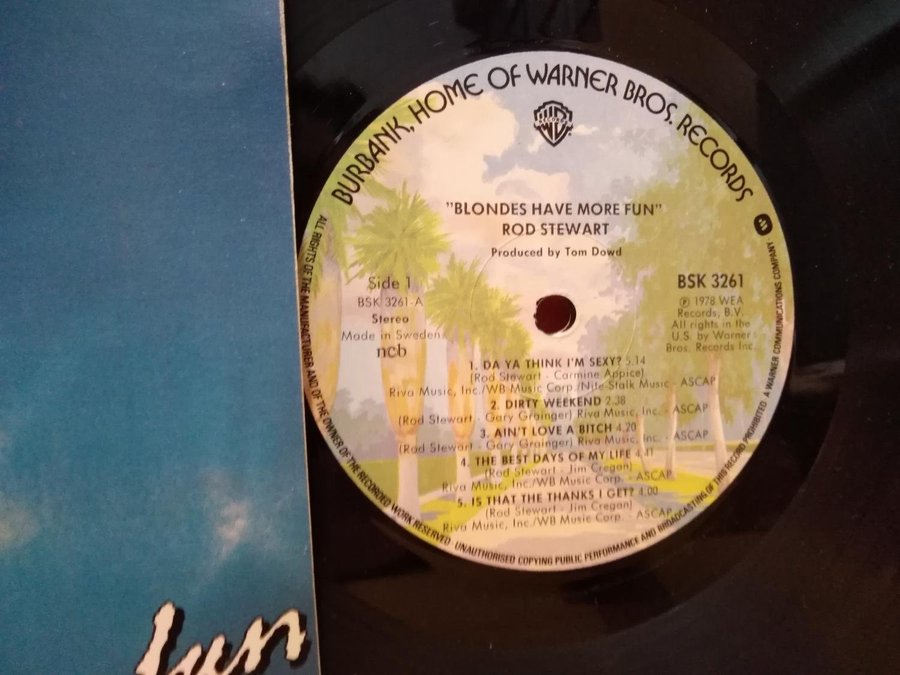 BURBANK, HOME OF WARNER BROS. RECORDS
"BLONDES HAVE MORE FUN"
ROD STEWART
Produced by Tom Dowd
Side 1
BSK 3261-A
Stereo
Made in Sweden
ncb
BSK 3261
Ⓟ 1978 WEA
Records, B.V.
All rights in the
U.S. by Warner
Bros. Records Inc.
1. DA YA THINK I'M SEXY? 5.14
(Rod Stewart - Carmine Appice)
Riva Music, Inc./WB Music Corp./Nite Stalk Music - ASCAP
2. DIRTY WEEKEND 2.38
(Rod Stewart - Gary Grainger) Riva Music, Inc. - ASCAP
3. AIN'T LOVE A BITCH 4.20
(Rod Stewart - Gary Grainger) Riva Music, Inc. - ASCAP
4. THE BEST DAYS OF MY LIFE 4.41
(Rod Stewart - Jim Cregan)
Riva Music, Inc./WB Music Corp. - ASCAP
5. IS THAT THE THANKS I GET? 4.00
(Rod Stewart - Jim Cregan)
Riva Music, Inc./WB Music Corp. - ASCAP
ALL RIGHTS OF THE MANUFACTURER AND OF THE OWNER OF THE RECORDED WORK RESERVED UNAUTHORISED COPYING PUBLIC PERFORMANCE AND BROADCASTING OF THIS RECORD PROHIBITED
A WARNER COMMUNICATIONS COMPANY
fun